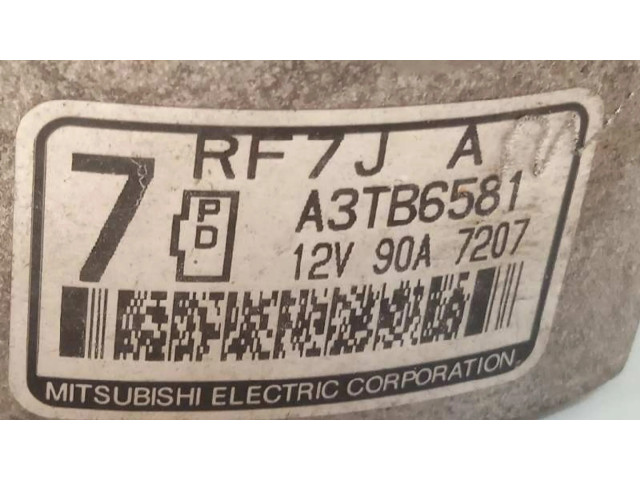 RF7J A
7
PD
A3TB6581
12V 90A 7207
MITSUBISHI ELECTRIC CORPORATION.